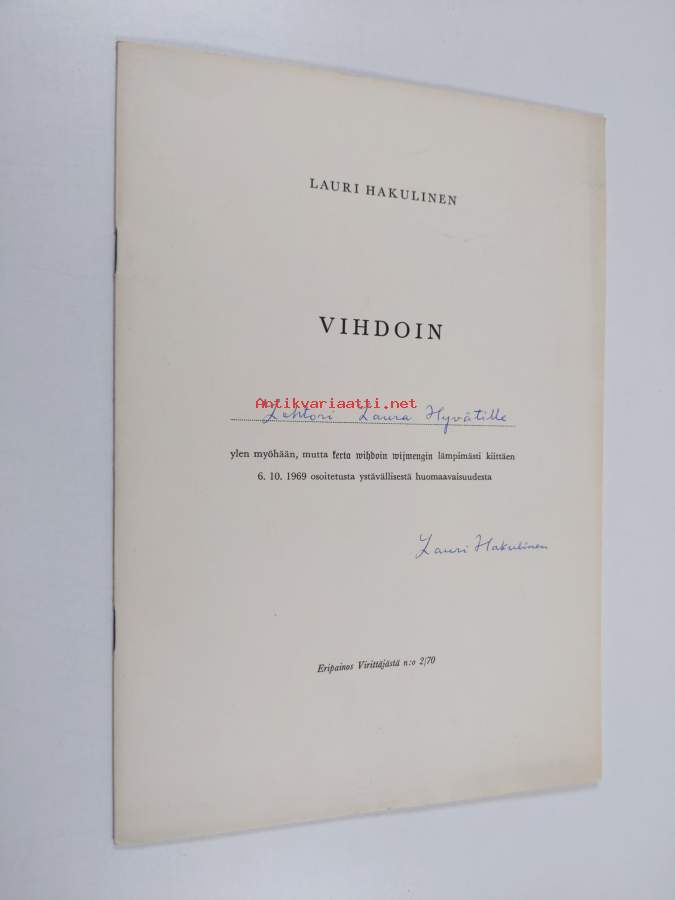 LAURI HAKULINEN
VIHDOIN
Antikvariaatti.net
Lehtori Laura Hyvätille
ylen myöhään, mutta kerta wihdoin wijmengin lämpimästi kiittäen
6. 10. 1969 osoitetusta ystävällisestä huomaavaisuudesta
Lauri Hakulinen
Eripainos Virittäjästä n:o 2/70